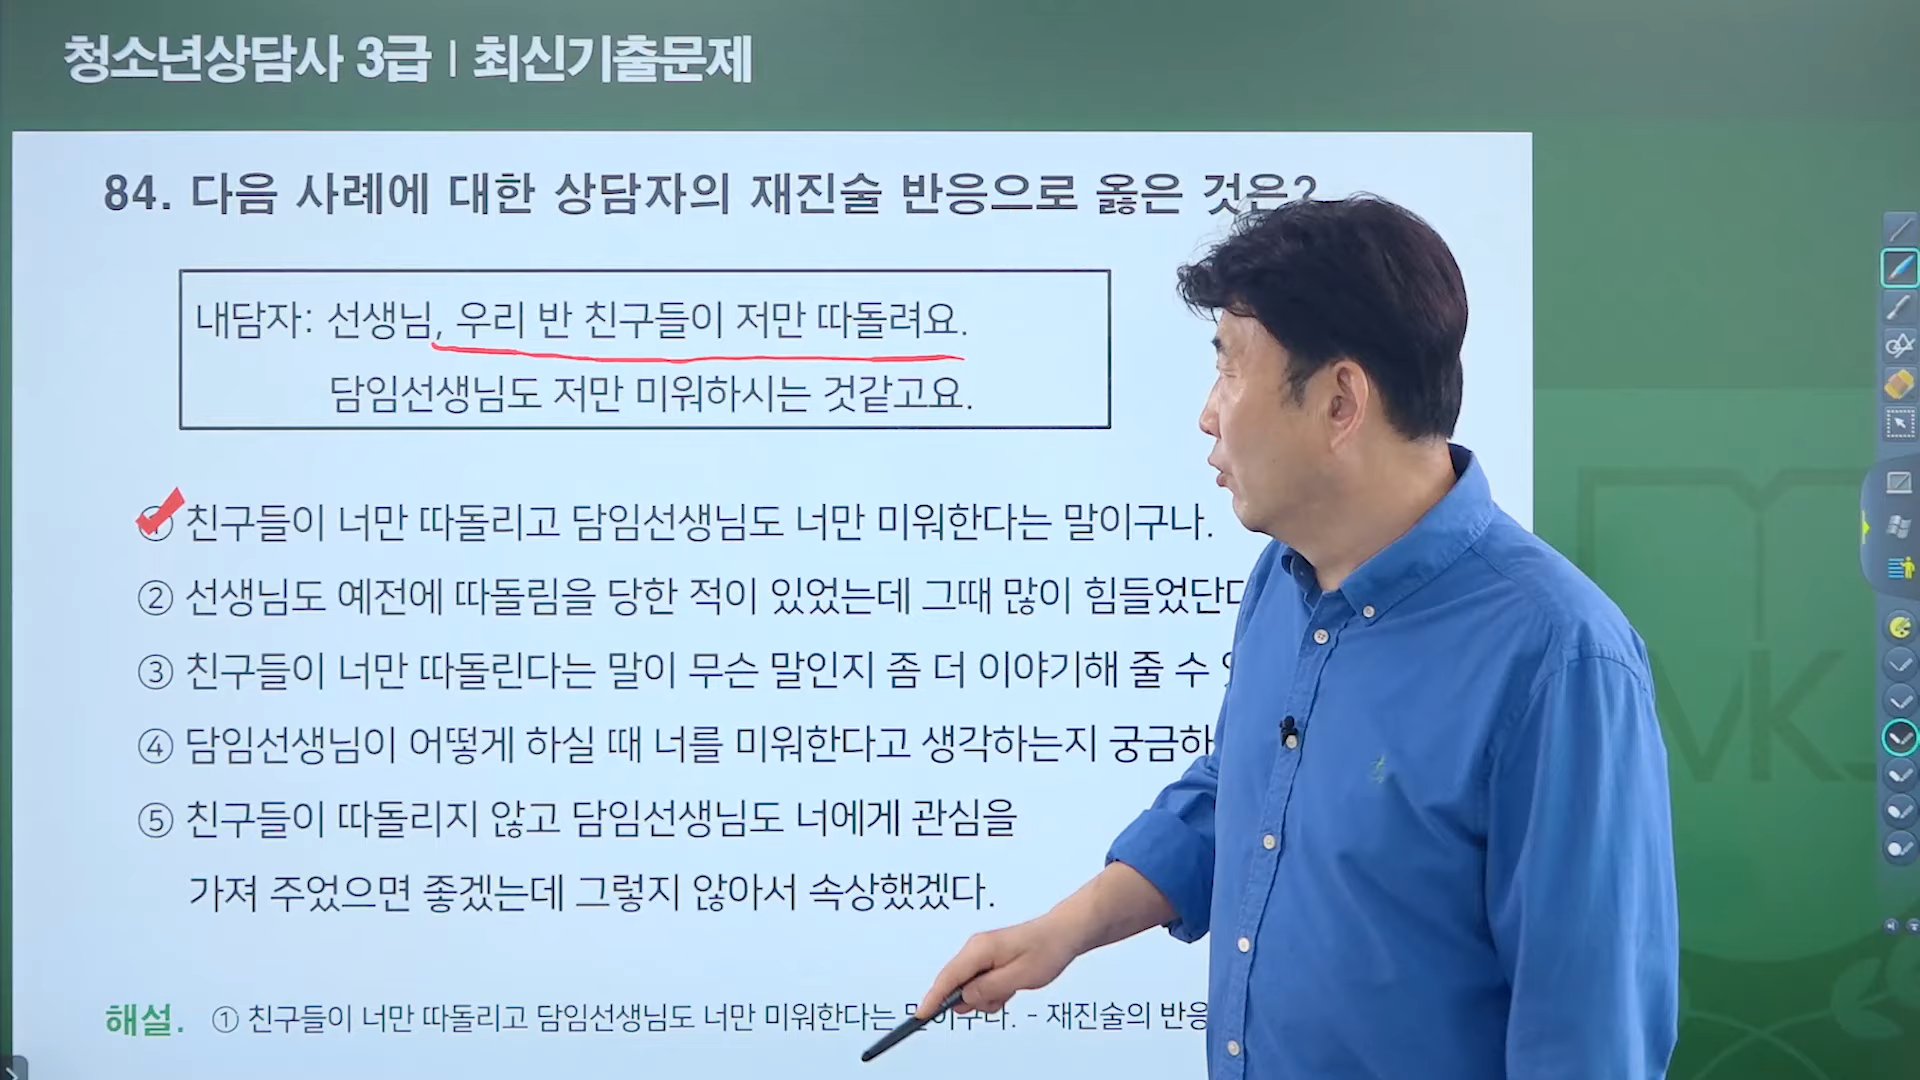 청소년상담사 3급 | 최신기출문제
84. 다음 사례에 대한 상담자의 재진술 반응으로 옳은 것은?
내담자: 선생님, 우리 반 친구들이 저만 따돌려요.
담임선생님도 저만 미워하시는 것같고요.
① 친구들이 너만 따돌리고 담임선생님도 너만 미워한다는 말이구나.
② 선생님도 예전에 따돌림을 당한 적이 있었는데 그때 많이 힘들었단다
③ 친구들이 너만 따돌린다는 말이 무슨 말인지 좀 더 이야기해 줄 수
④ 담임선생님이 어떻게 하실 때 너를 미워한다고 생각하는지 궁금하
⑤ 친구들이 따돌리지 않고 담임선생님도 너에게 관심을
가져 주었으면 좋겠는데 그렇지 않아서 속상했겠다.
해설. ① 친구들이 너만 따돌리고 담임선생님도 너만 미워한다는 말이구나. - 재진술의 반응